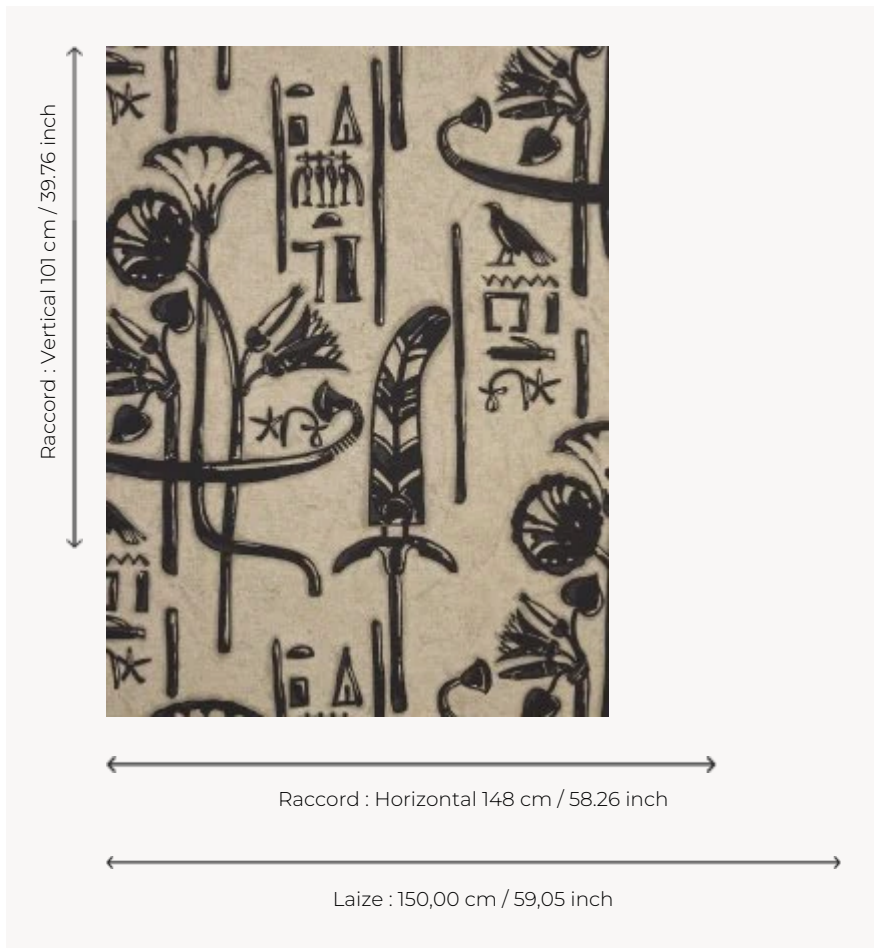 Raccord : Vertical 101 cm / 39.76 inch
Raccord : Horizontal 148 cm / 58.26 inch
Laize : 150,00 cm / 59,05 inch